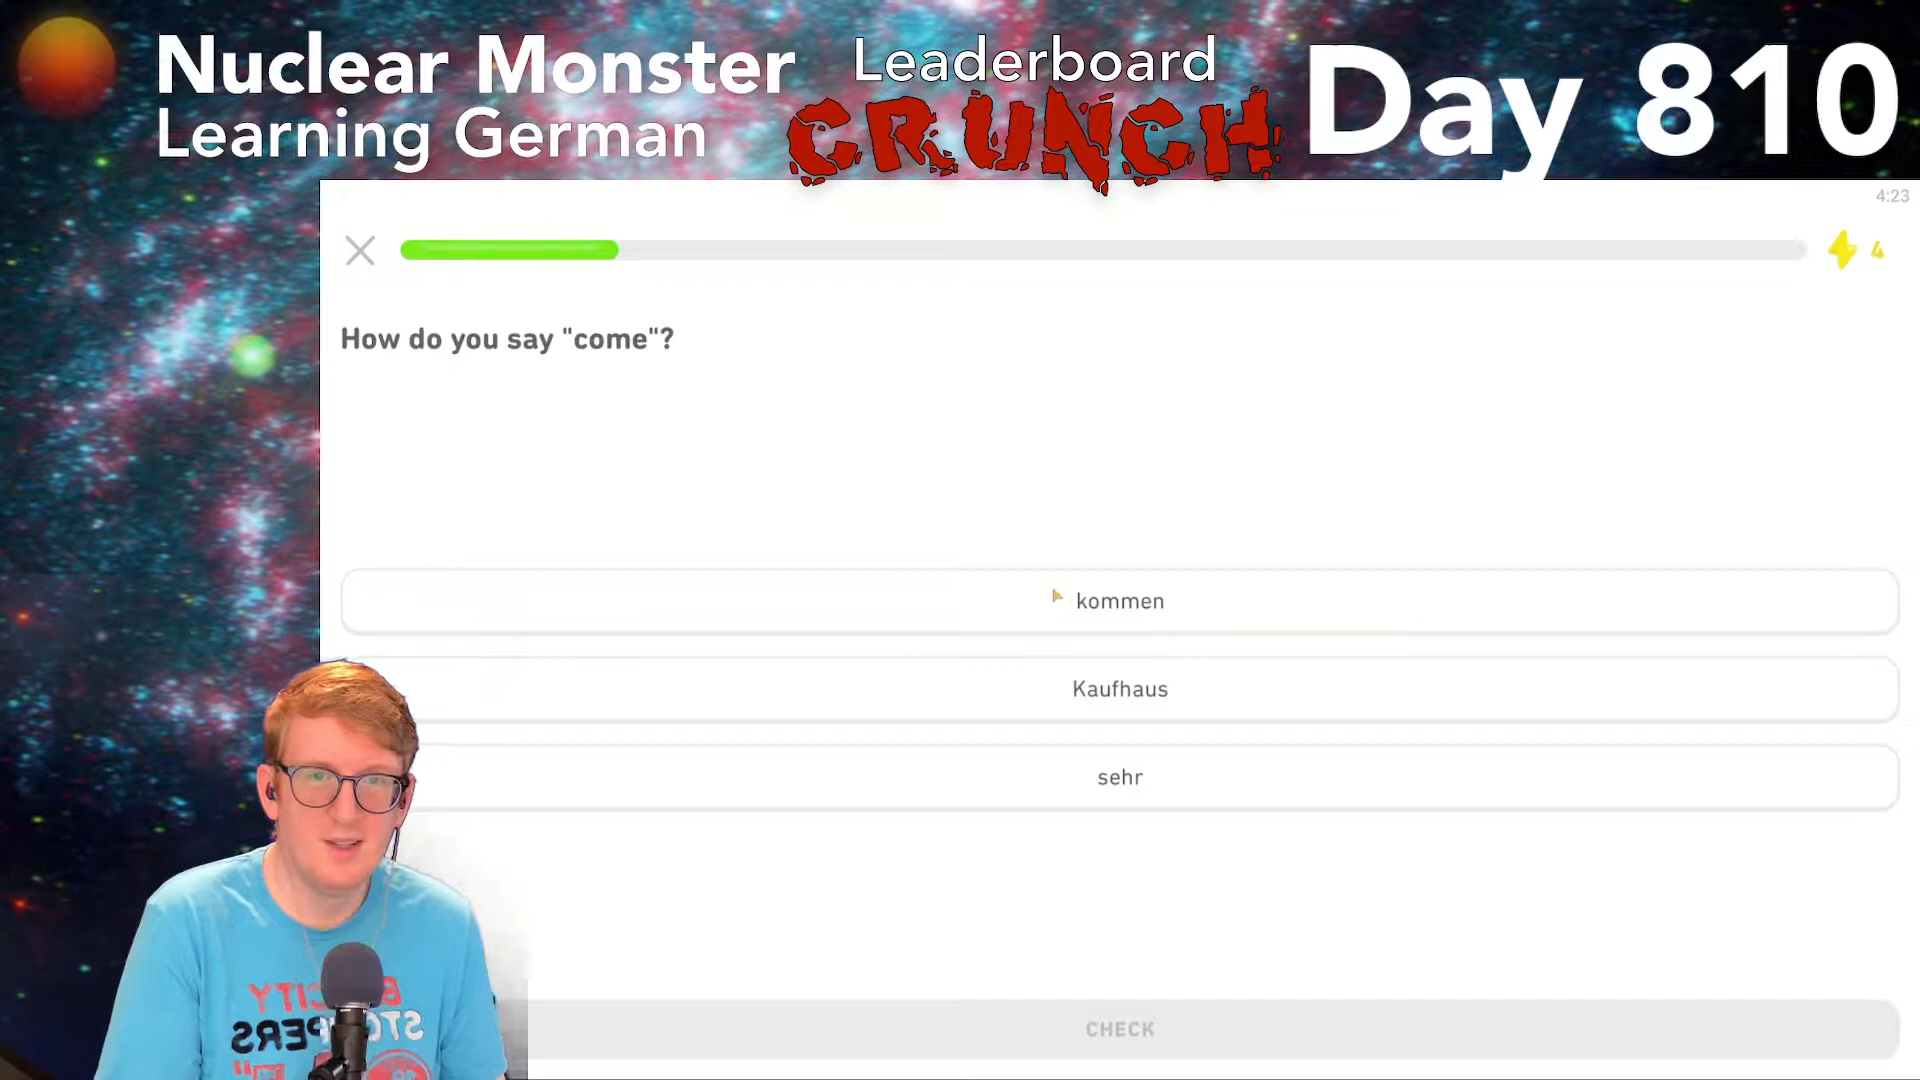 Nuclear Monster
Learning German
Leaderboard
CRUNCH
Day 810
4:23
4
How do you say "come"?
kommen
Kaufhaus
sehr
CHECK